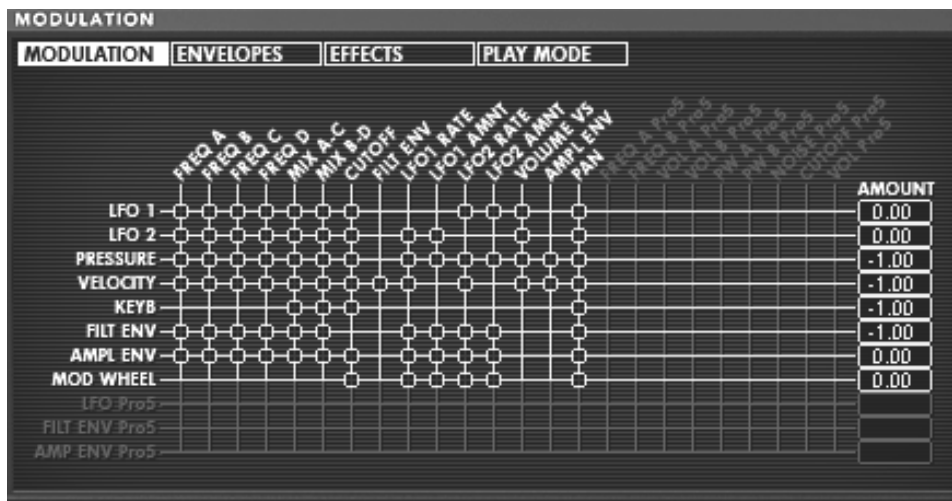 MODULATION
MODULATION ENVELOPES EFFECTS PLAY MODE
FREQ A
FREQ B
FREQ C
FREQ D
MIX A-C
MIX B-D
CUTOFF
FILT ENV
LFO1 RATE
LFO1 AMNT
LFO2 RATE
LFO2 AMNT
VOLUME VS
AMPL ENV
PAN
FREQ A Pro5
FREQ B Pro5
VOL A Pro5
VOL B Pro5
PW A Pro5
PW B Pro5
NOISE Pro5
CUTOFF Pro5
VOL Pro5
AMOUNT
LFO 1 0.00
LFO 2 0.00
PRESSURE -1.00
VELOCITY -1.00
KEYB -1.00
FILT ENV -1.00
AMPL ENV 0.00
MOD WHEEL 0.00
LFO Pro5
FILT ENV Pro5
AMP ENV Pro5